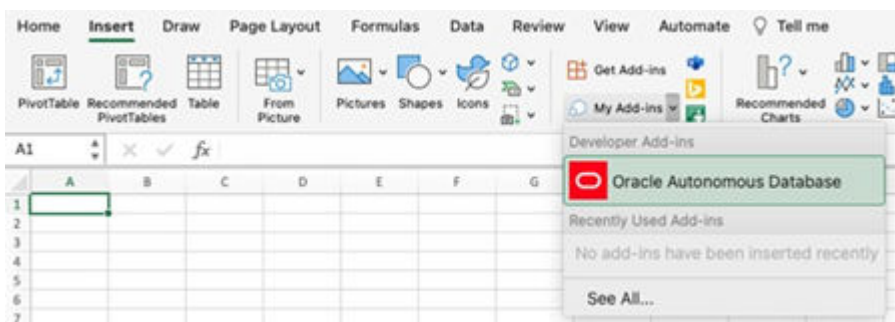 Home Insert Draw Page Layout Formulas Data Review View Automate Tell me
Get Add-ins
My Add-ins
PivotTable Recommended PivotTables Table From Picture Pictures Shapes Icons Recommended Charts
A1 fx
Developer Add-ins
A B C D E F G
Oracle Autonomous Database
1
Recently Used Add-ins
2
3
No add-ins have been inserted recently
4
5
See All...
6
7